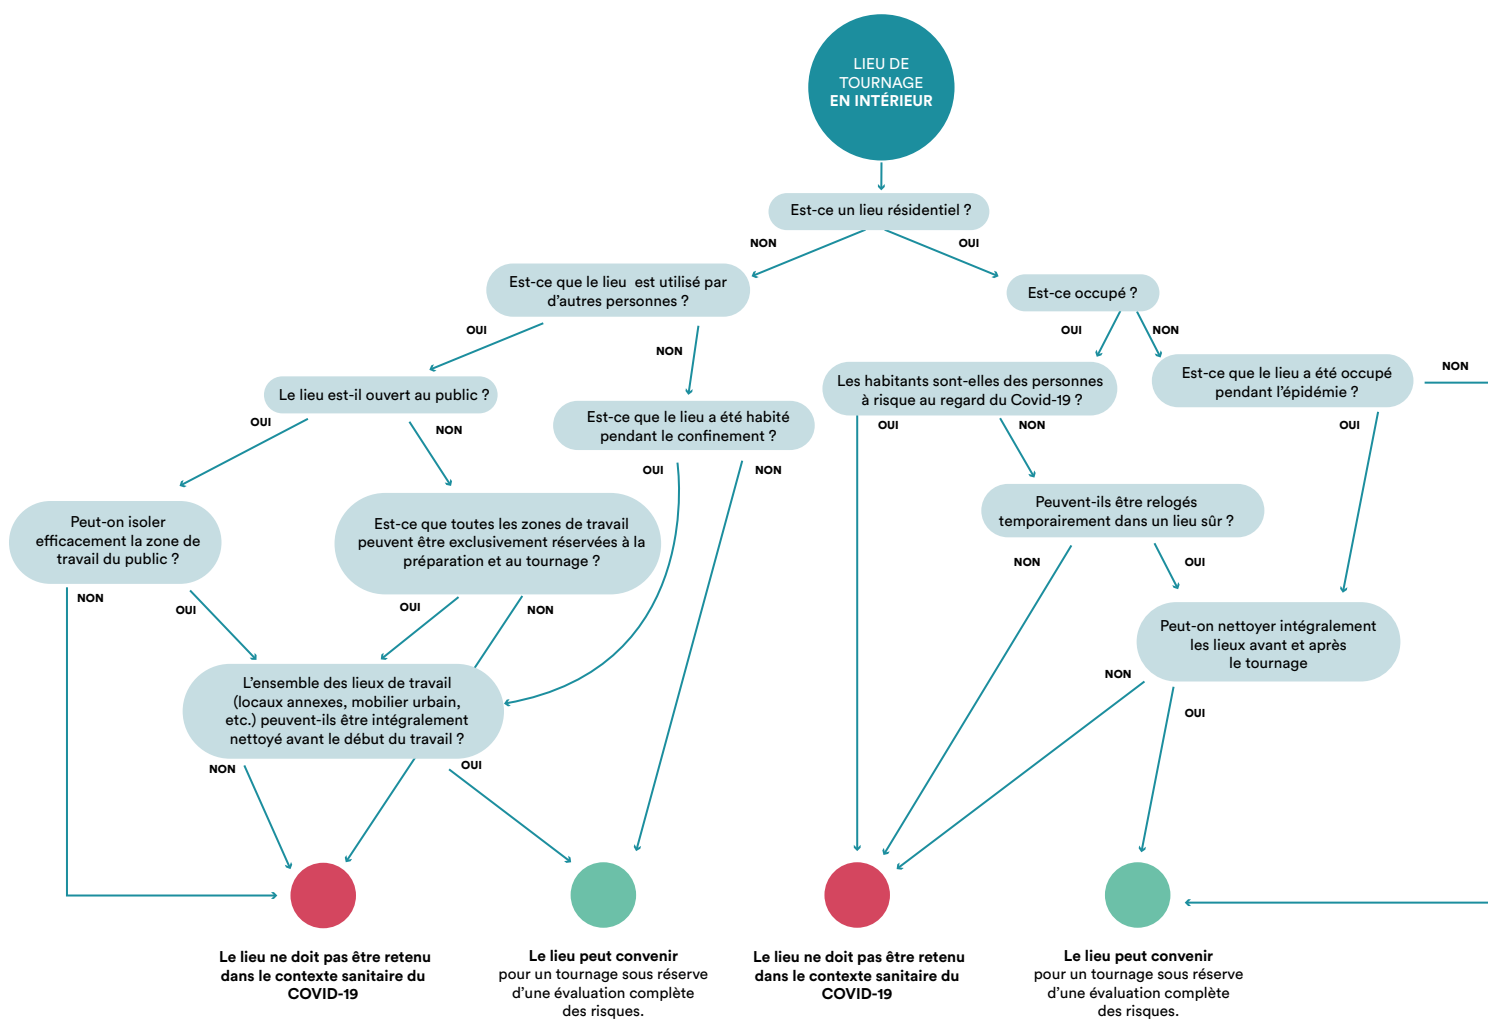 LIEU DE
TOURNAGE
EN INTÉRIEUR
Est-ce un lieu résidentiel ?
NON
OUI
Est-ce que le lieu est utilisé par
d'autres personnes ?
Est-ce occupé ?
OUI
NON
OUI
NON
Le lieu est-il ouvert au public ?
Est-ce que le lieu a été habité
pendant le confinement ?
Les habitants sont-elles des personnes
à risque au regard du Covid-19 ?
Est-ce que le lieu a été occupé
pendant l'épidémie ?
NON
OUI
NON
OUI
NON
OUI
NON
OUI
Peut-on isoler
efficacement la zone de
travail du public ?
Est-ce que toutes les zones de travail
peuvent être exclusivement réservées à la
préparation et au tournage ?
Peuvent-ils être relogés
temporairement dans un lieu sûr ?
NON
OUI
OUI
NON
NON
OUI
L'ensemble des lieux de travail
(locaux annexes, mobilier urbain,
etc.) peuvent-ils être intégralement
nettoyé avant le début du travail ?
Peut-on nettoyer intégralement
les lieux avant et après
le tournage
NON
OUI
NON
OUI
Le lieu ne doit pas être retenu
dans le contexte sanitaire du
COVID-19
Le lieu peut convenir
pour un tournage sous réserve
d'une évaluation complète
des risques.
Le lieu ne doit pas être retenu
dans le contexte sanitaire du
COVID-19
Le lieu peut convenir
pour un tournage sous réserve
d'une évaluation complète
des risques.